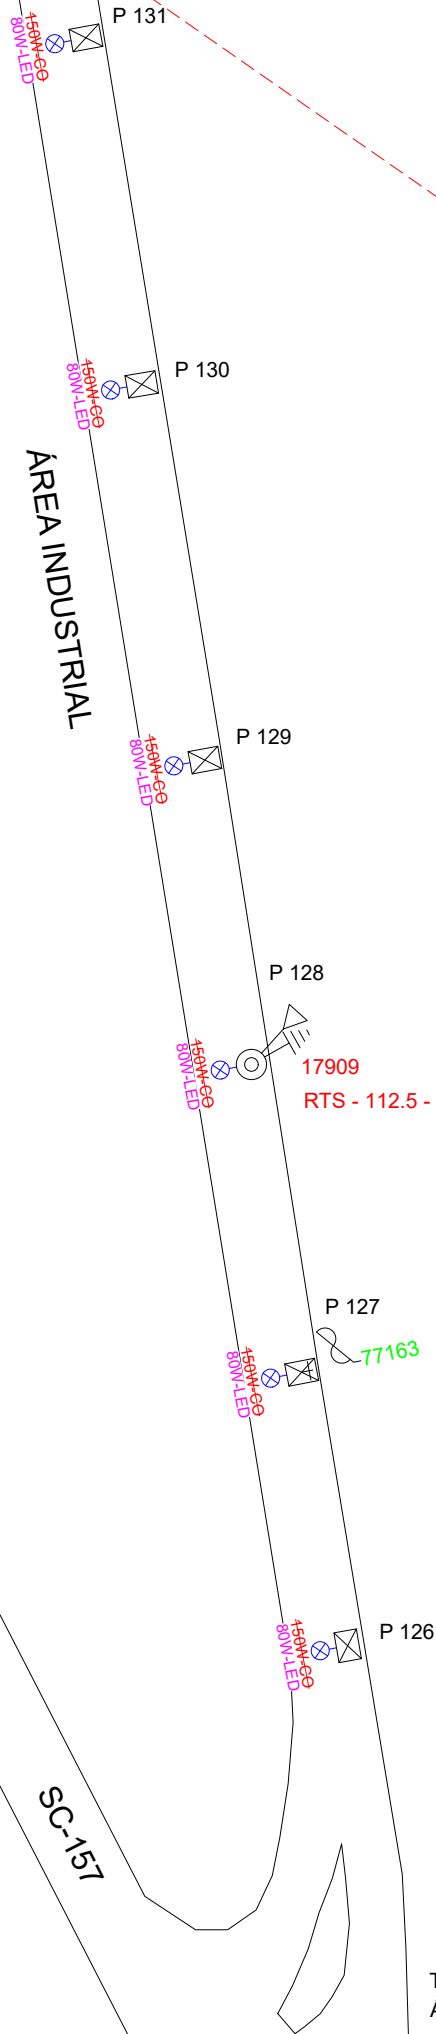 P 131
150W-CO
80W-LED
P 130
150W-CO
80W-LED
ÁREA INDUSTRIAL
P 129
150W-CO
80W-LED
P 128
150W-CO
80W-LED
17909
RTS - 112.5 -
P 127
77163
150W-CO
80W-LED
P 126
150W-CO
80W-LED
SC-157